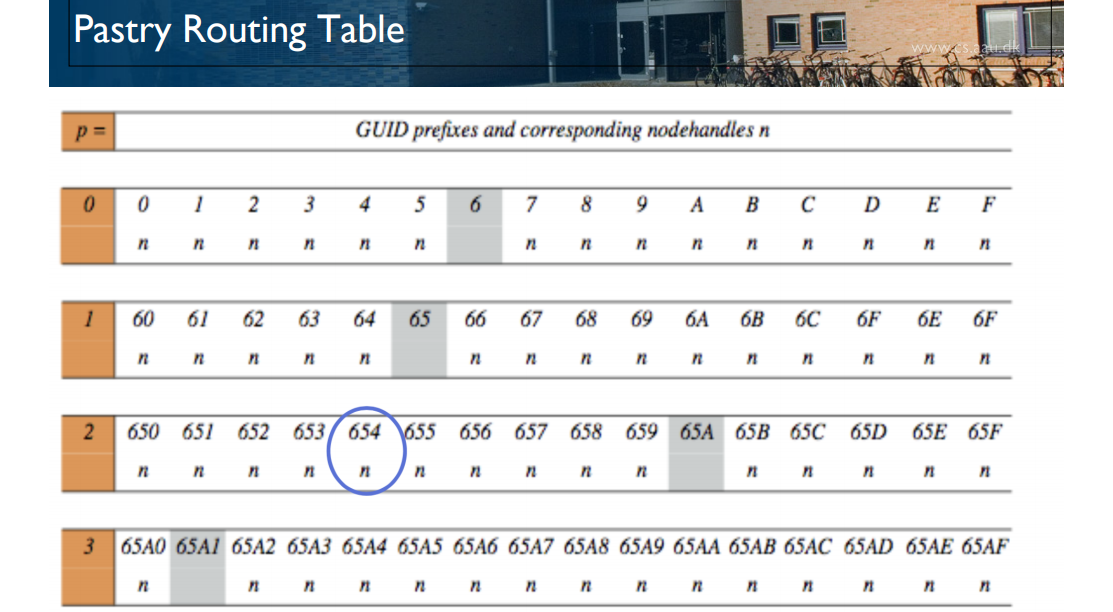 Pastry Routing Table
www.cs.aau.dk
p = GUID prefixes and corresponding nodehandles n
0 0 1 2 3 4 5 6 7 8 9 A B C D E F
n n n n n n n n n n n n n n n
1 60 61 62 63 64 65 66 67 68 69 6A 6B 6C 6F 6E 6F
n n n n n n n n n n n n n n n
2 650 651 652 653 654 655 656 657 658 659 65A 65B 65C 65D 65E 65F
n n n n n n n n n n n n n n n
3 65A0 65A1 65A2 65A3 65A4 65A5 65A6 65A7 65A8 65A9 65AA 65AB 65AC 65AD 65AE 65AF
n n n n n n n n n n n n n n n